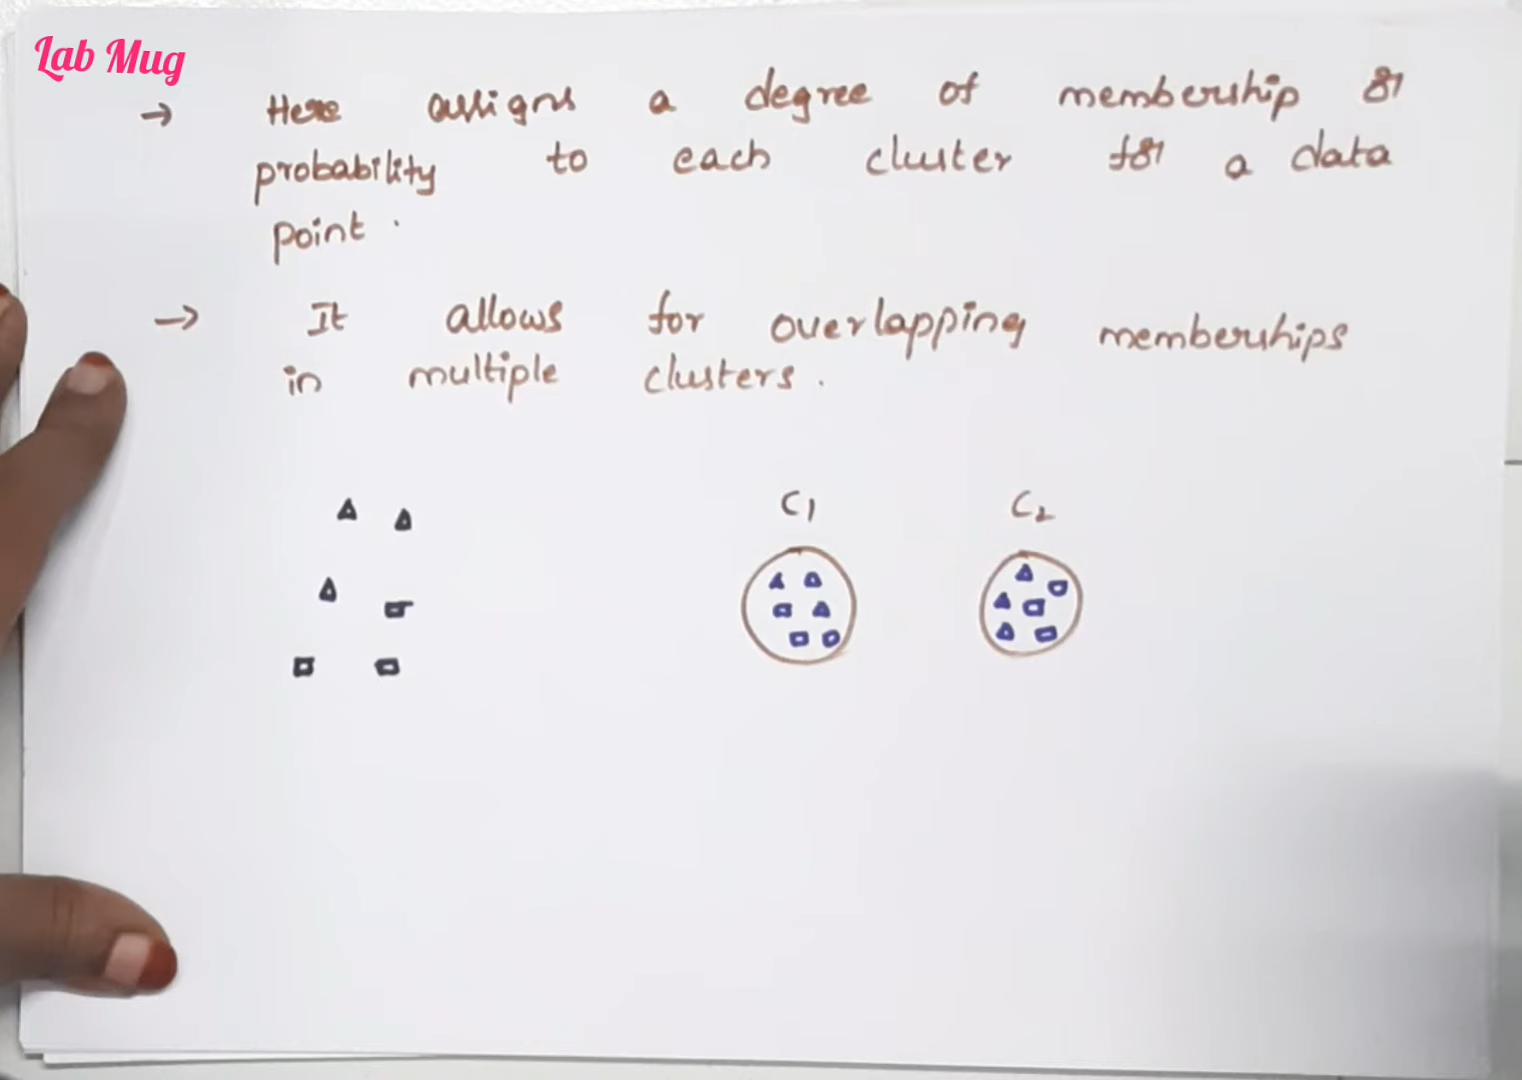 Lab Mug
→ Here assigns a degree of membership or
probability to each cluster for a data
point.
→ It allows for overlapping memberships
in multiple clusters.
C1 C2